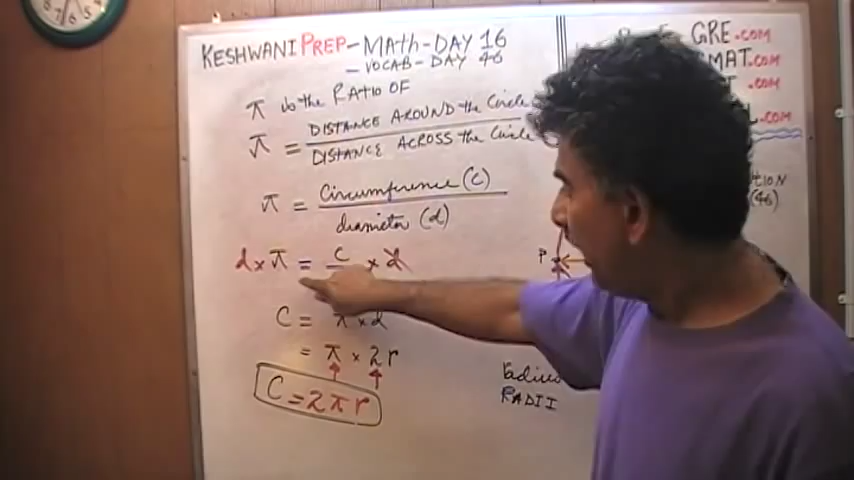 KESHWANI PREP - MATH - DAY 16
- VOCAB - DAY 46
π is the RATIO OF
π = DISTANCE AROUND the Circle
DISTANCE ACROSS the Circle
π = Circumference (C)
diameter (d)
d × π = C × d
C = π × d
= π × 2r
C = 2πr
GRE.COM
MAT.COM
.COM
.COM
TION
(46)
P
Radius
RADII